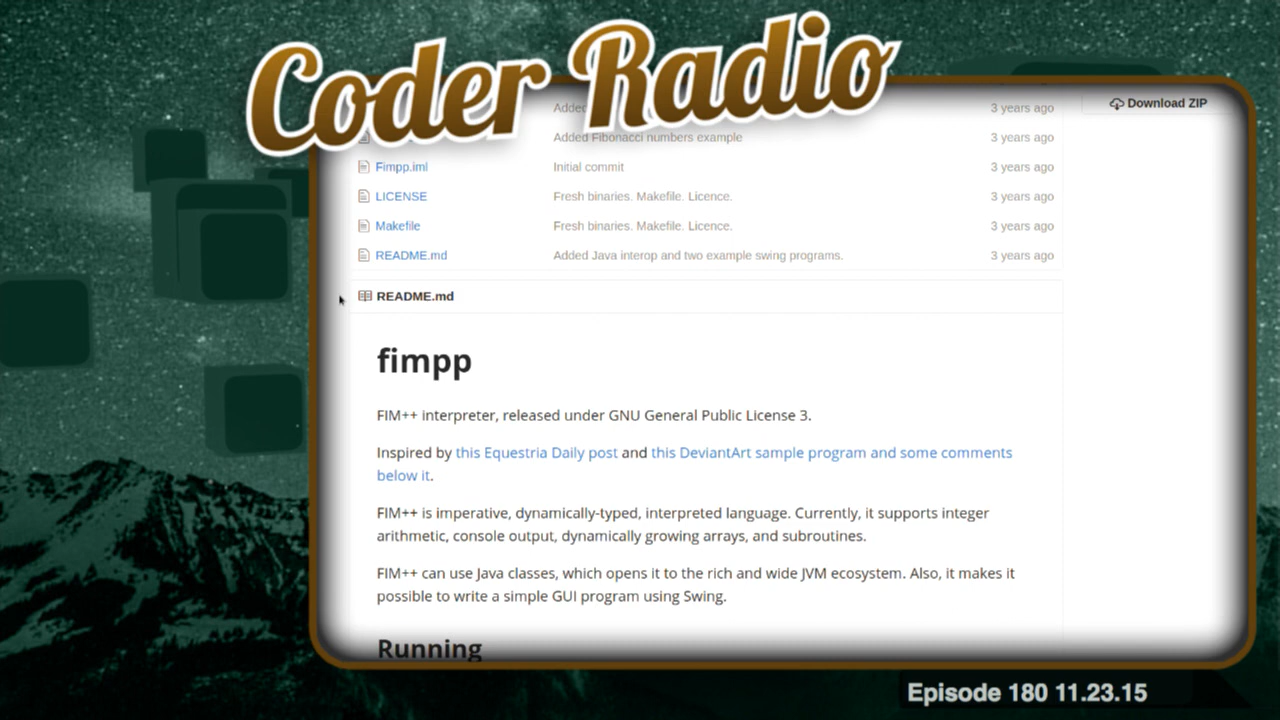 Coder Radio
Added
3 years ago
Download ZIP
Added Fibonacci numbers example
3 years ago
Fimpp.iml
Initial commit
3 years ago
LICENSE
Fresh binaries. Makefile. Licence.
3 years ago
Makefile
Fresh binaries. Makefile. Licence.
3 years ago
README.md
Added Java interop and two example swing programs.
3 years ago
README.md
fimpp
FIM++ interpreter, released under GNU General Public License 3.
Inspired by this Equestria Daily post and this DeviantArt sample program and some comments
below it.
FIM++ is imperative, dynamically-typed, interpreted language. Currently, it supports integer
arithmetic, console output, dynamically growing arrays, and subroutines.
FIM++ can use Java classes, which opens it to the rich and wide JVM ecosystem. Also, it makes it
possible to write a simple GUI program using Swing.
Running
Episode 180 11.23.15